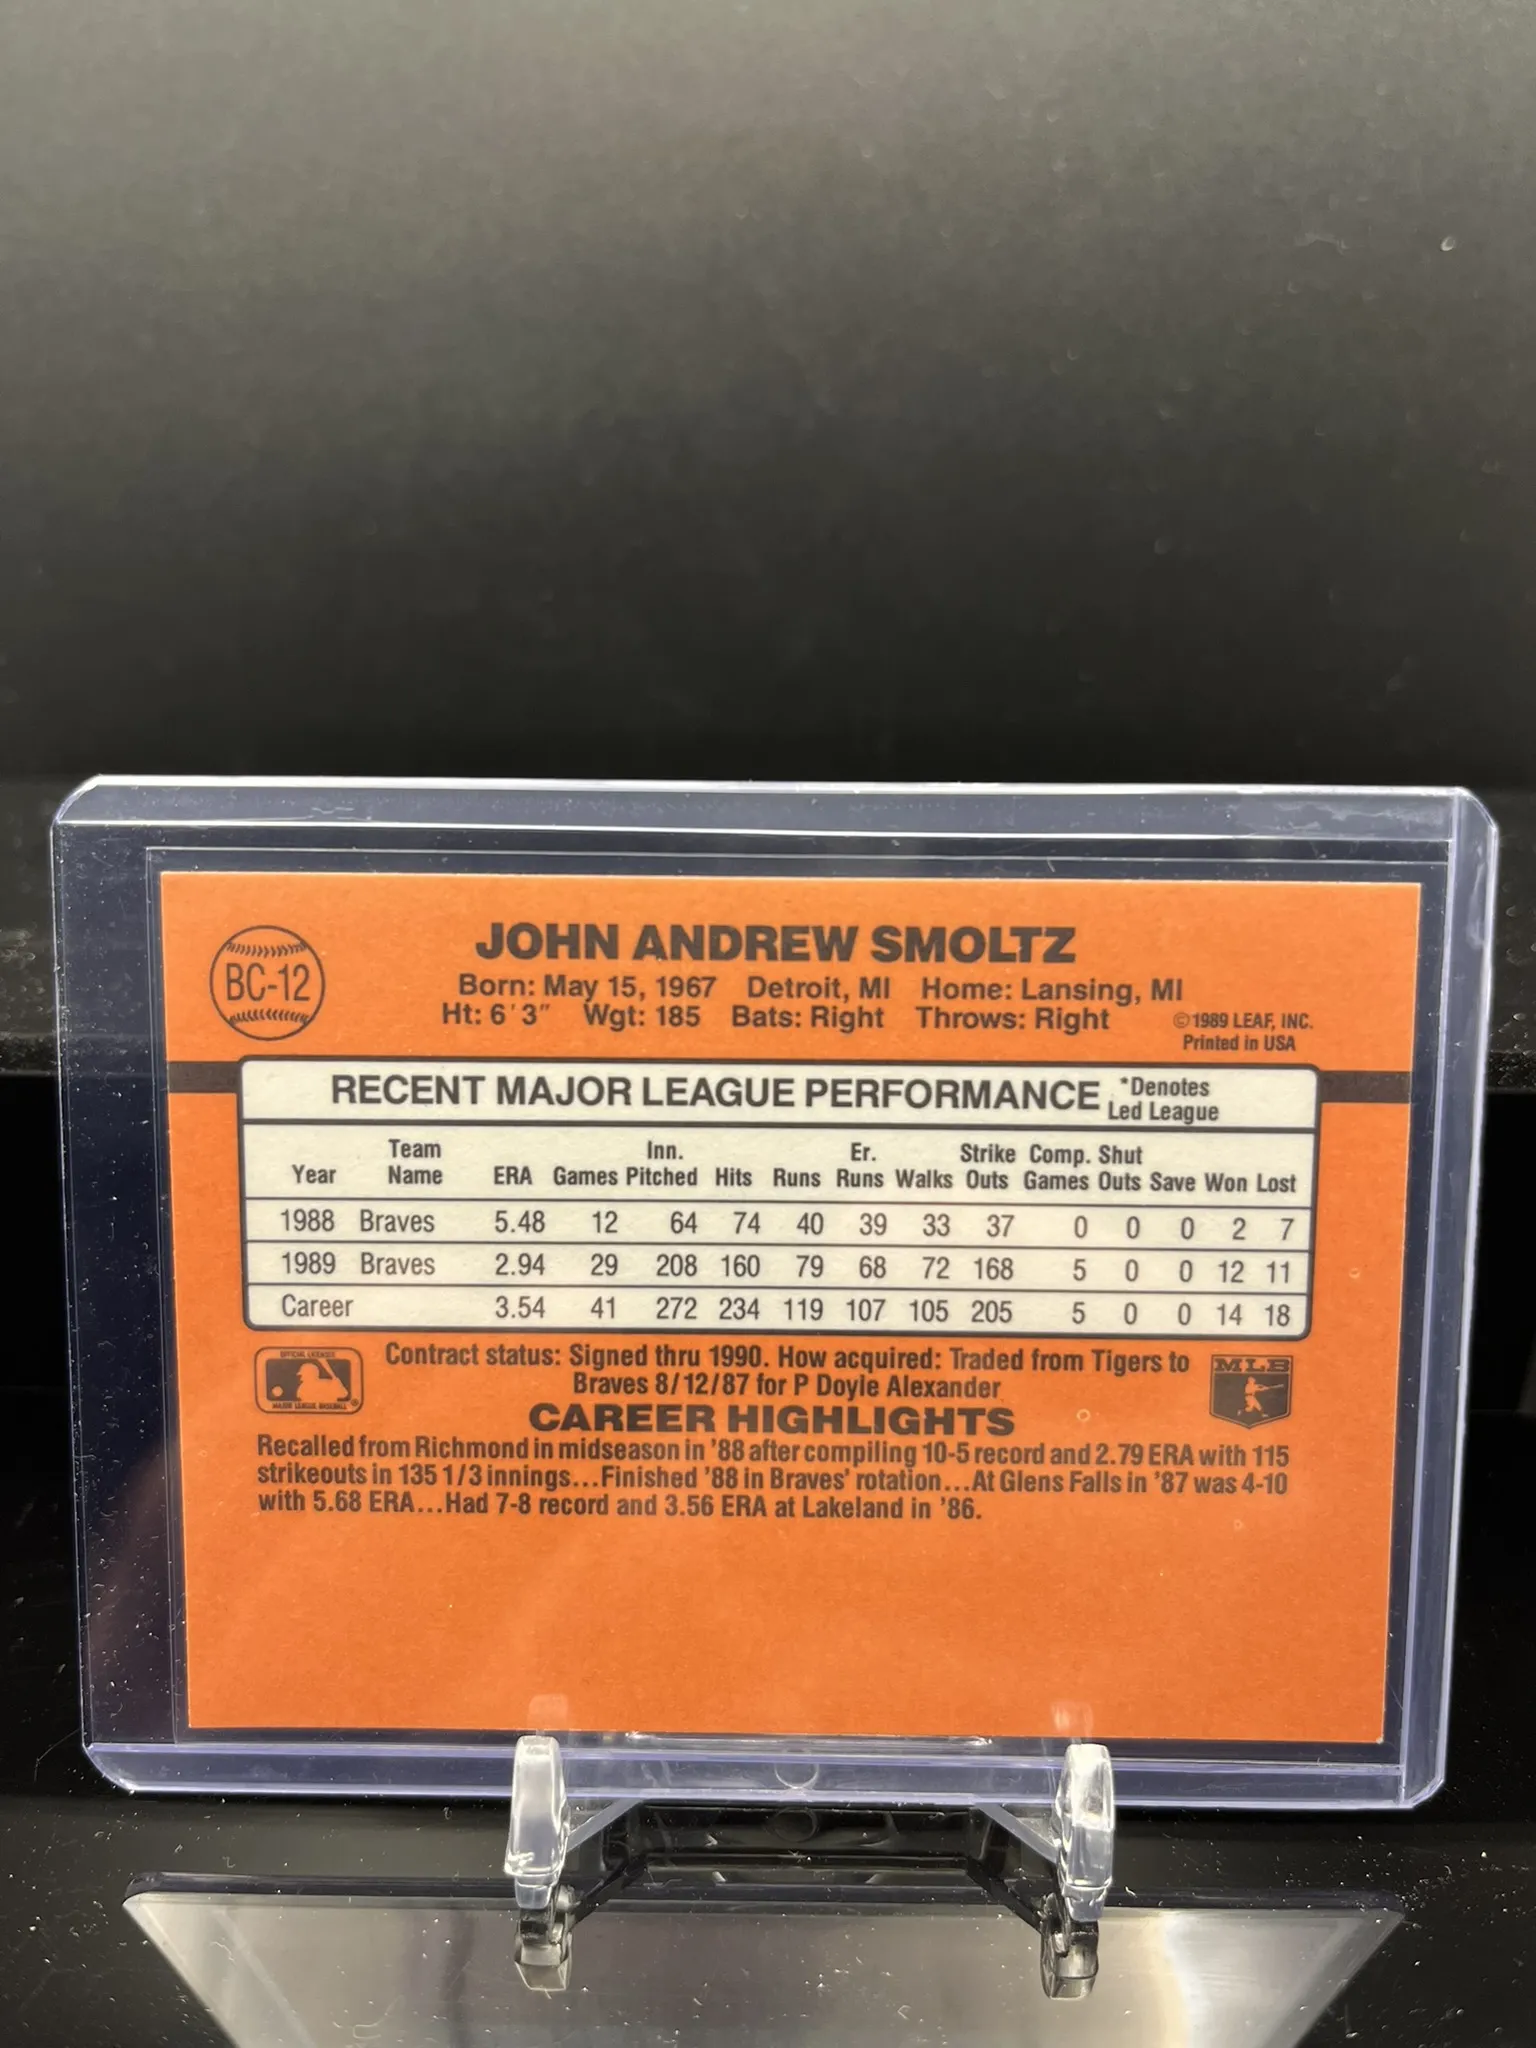 BC-12
JOHN ANDREW SMOLTZ
Born: May 15, 1967 Detroit, MI Home: Lansing, MI
Ht: 6'3" Wgt: 185 Bats: Right Throws: Right
©1989 LEAF, INC.
Printed in USA
RECENT MAJOR LEAGUE PERFORMANCE *Denotes
Led League
Team Inn. Er. Strike Comp. Shut
Year Name ERA Games Pitched Hits Runs Runs Walks Outs Games Outs Save Won Lost
1988 Braves 5.48 12 64 74 40 39 33 37 0 0 0 2 7
1989 Braves 2.94 29 208 160 79 68 72 168 5 0 0 12 11
Career 3.54 41 272 234 119 107 105 205 5 0 0 14 18
OFFICIAL LICENSEE
MAJOR LEAGUE BASEBALL ®
Contract status: Signed thru 1990. How acquired: Traded from Tigers to
Braves 8/12/87 for P Doyle Alexander
MLB
CAREER HIGHLIGHTS
Recalled from Richmond in midseason in '88 after compiling 10-5 record and 2.79 ERA with 115
strikeouts in 135 1/3 innings...Finished '88 in Braves' rotation...At Glens Falls in '87 was 4-10
with 5.68 ERA...Had 7-8 record and 3.56 ERA at Lakeland in '86.